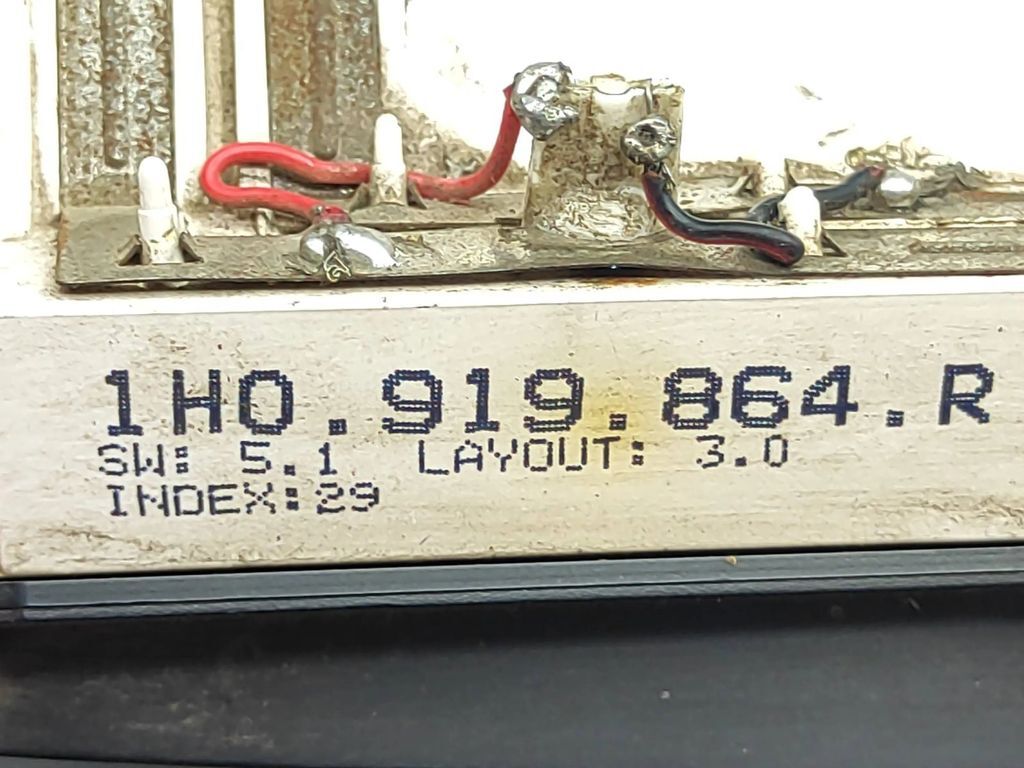 1H0.919.864.R
SW: 5.1 LAYOUT: 3.0
INDEX:29